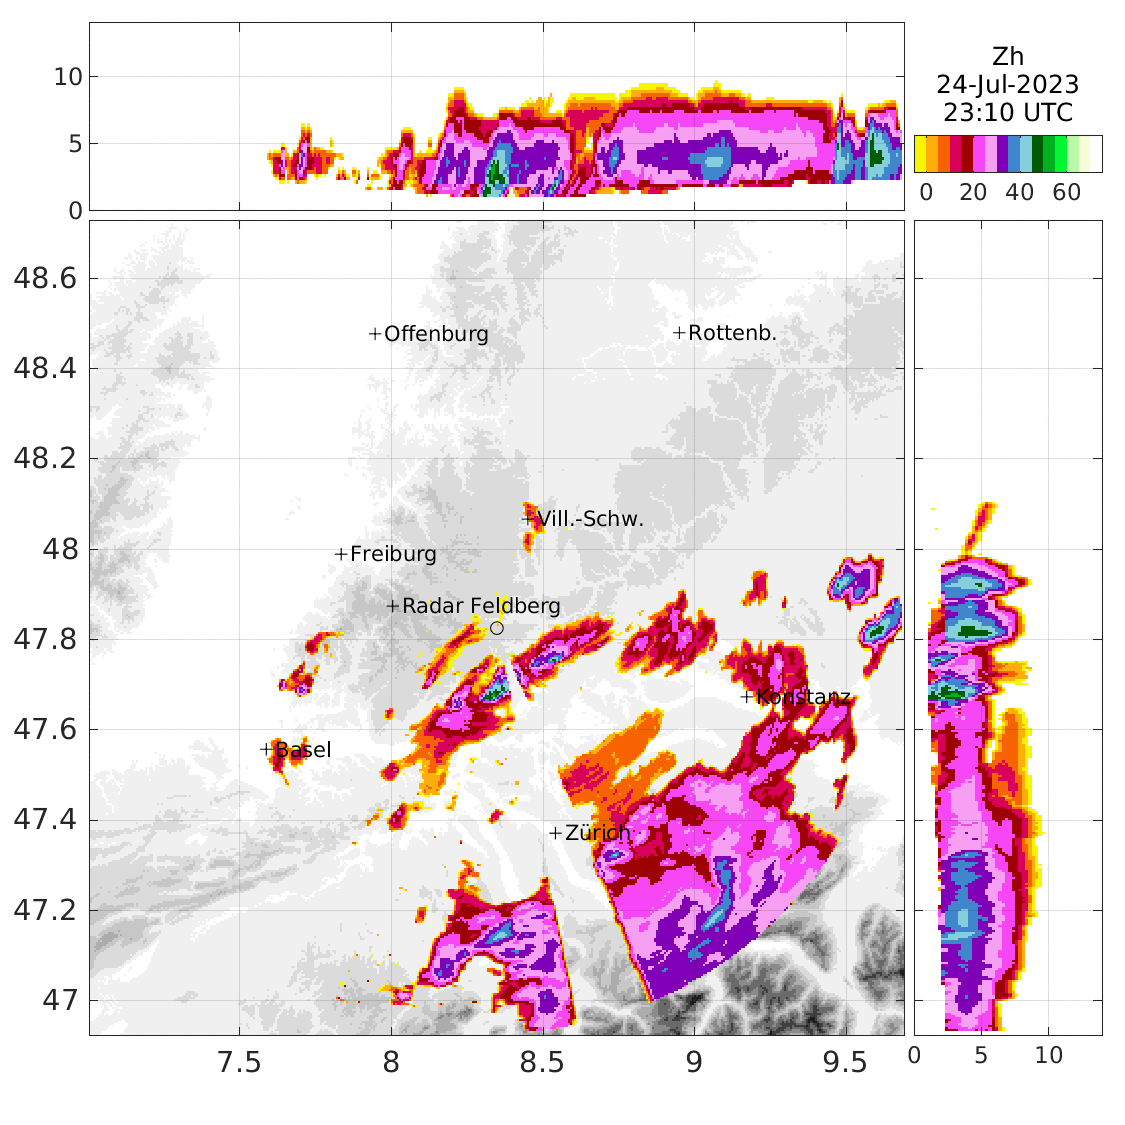 10
5
0
Zh
24-Jul-2023
23:10 UTC
0 20 40 60
48.6
48.4
48.2
48
47.8
47.6
47.4
47.2
47
+Offenburg
+Rottenb.
+Vill.-Schw.
+Freiburg
+Radar Feldberg
+Konstanz
+Basel
+Zürich
7.5 8 8.5 9 9.5
0 5 10